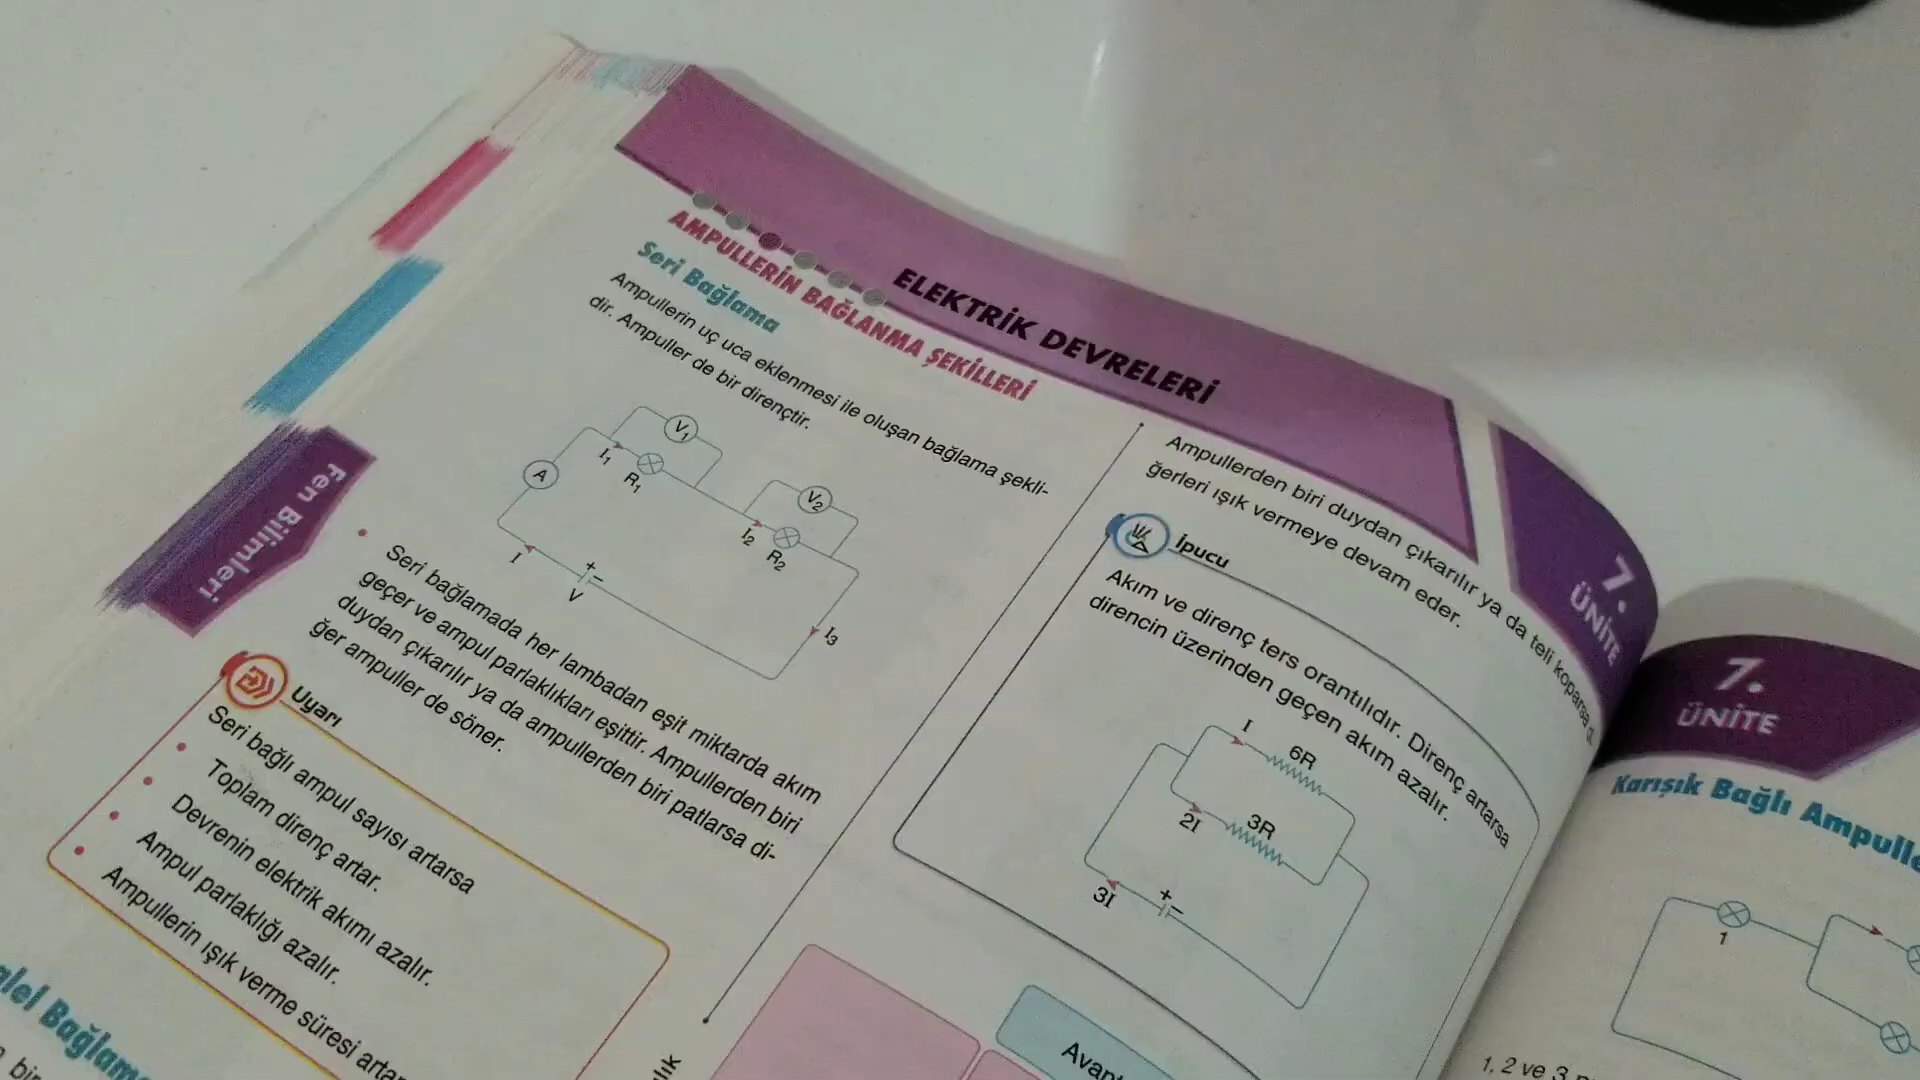 ELEKTRİK DEVRELERİ
7.
ÜNİTE
Fen Bilimleri
AMPULLERİN BAĞLANMA ŞEKİLLERİ
Seri Bağlama
Ampullerin uç uca eklenmesi ile oluşan bağlama şekli-
dir. Ampuller de bir dirençtir.
V1
A
I1
R1
V2
I2
R2
I
+ -
V
I3
• Seri bağlamada her lambadan eşit miktarda akım
geçer ve ampul parlaklıkları eşittir. Ampullerden biri
duydan çıkarılır ya da ampullerden biri patlarsa di-
ğer ampuller de söner.
Uyarı
Seri bağlı ampul sayısı artarsa
• Toplam direnç artar.
• Devrenin elektrik akımı azalır.
• Ampul parlaklığı azalır.
• Ampullerin ışık verme süresi
Bağlama
Ampullerden biri duydan çıkarılır ya da teli koparsa di-
ğerleri ışık vermeye devam eder.
İpucu
Akım ve direnç ters orantılıdır. Direnç artarsa
direncin üzerinden geçen akım azalır.
I
6R
2I
3R
3I
+ -
7.
ÜNİTE
Karışık Bağlı
1
1, 2 ve 3